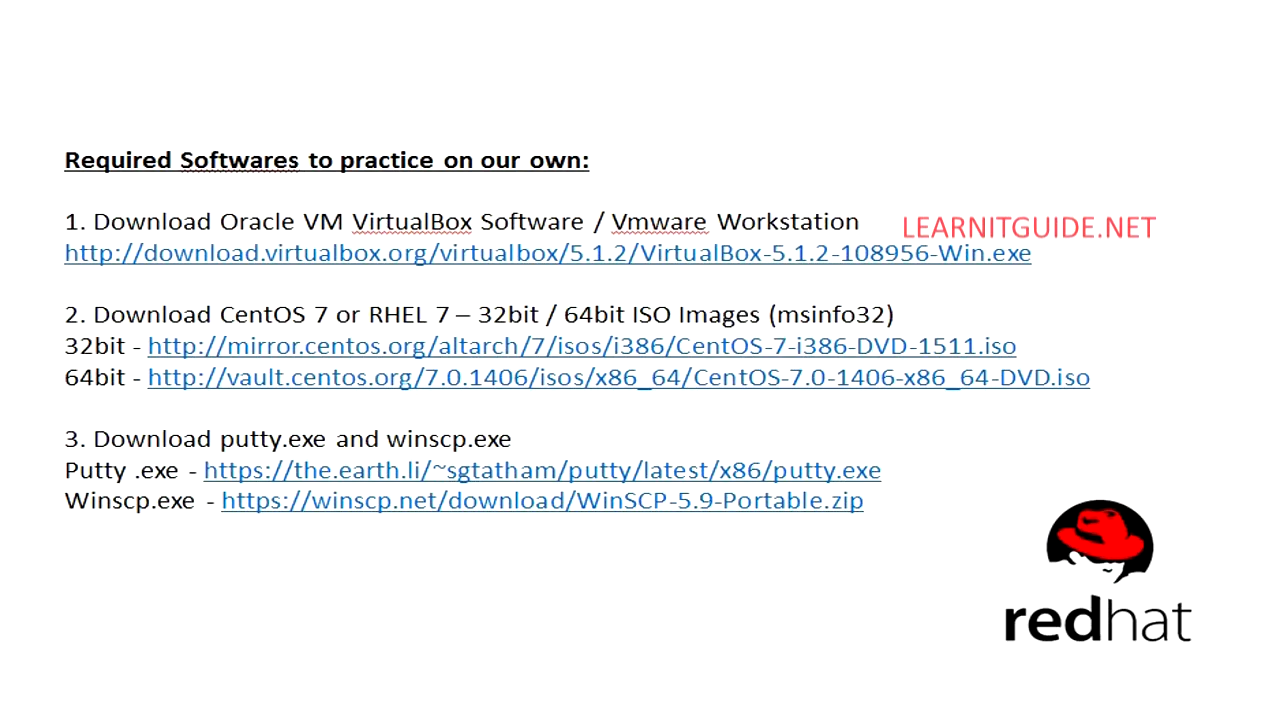 Required Softwares to practice on our own:
1. Download Oracle VM VirtualBox Software / Vmware Workstation
LEARNITGUIDE.NET
http://download.virtualbox.org/virtualbox/5.1.2/VirtualBox-5.1.2-108956-Win.exe
2. Download CentOS 7 or RHEL 7 – 32bit / 64bit ISO Images (msinfo32)
32bit - http://mirror.centos.org/altarch/7/isos/i386/CentOS-7-i386-DVD-1511.iso
64bit - http://vault.centos.org/7.0.1406/isos/x86_64/CentOS-7.0-1406-x86_64-DVD.iso
3. Download putty.exe and winscp.exe
Putty .exe - https://the.earth.li/~sgtatham/putty/latest/x86/putty.exe
Winscp.exe - https://winscp.net/download/WinSCP-5.9-Portable.zip
redhat